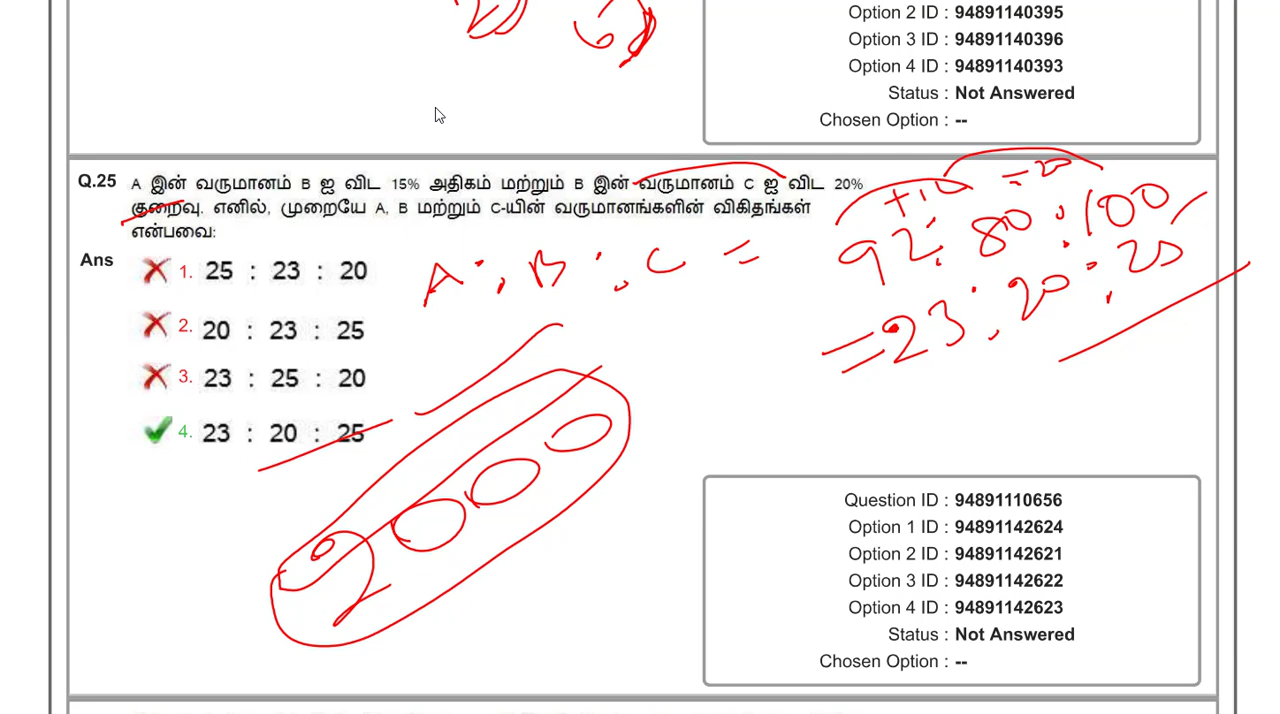 Option 2 ID : 94891140395
Option 3 ID : 94891140396
Option 4 ID : 94891140393
Status : Not Answered
Chosen Option : --
Q.25 A இன் வருமானம் B ஐ விட 15% அதிகம் மற்றும் B இன் வருமானம் C ஐ விட 20%
குறைவு. எனில், முறையே A, B மற்றும் C-யின் வருமானங்களின் விகிதங்கள்
என்பவை:
Ans
1. 25 : 23 : 20
2. 20 : 23 : 25
3. 23 : 25 : 20
4. 23 : 20 : 25
A : B : C = 92 : 80 : 100
= 23 : 20 : 25
2000
Question ID : 94891110656
Option 1 ID : 94891142624
Option 2 ID : 94891142621
Option 3 ID : 94891142622
Option 4 ID : 94891142623
Status : Not Answered
Chosen Option : --